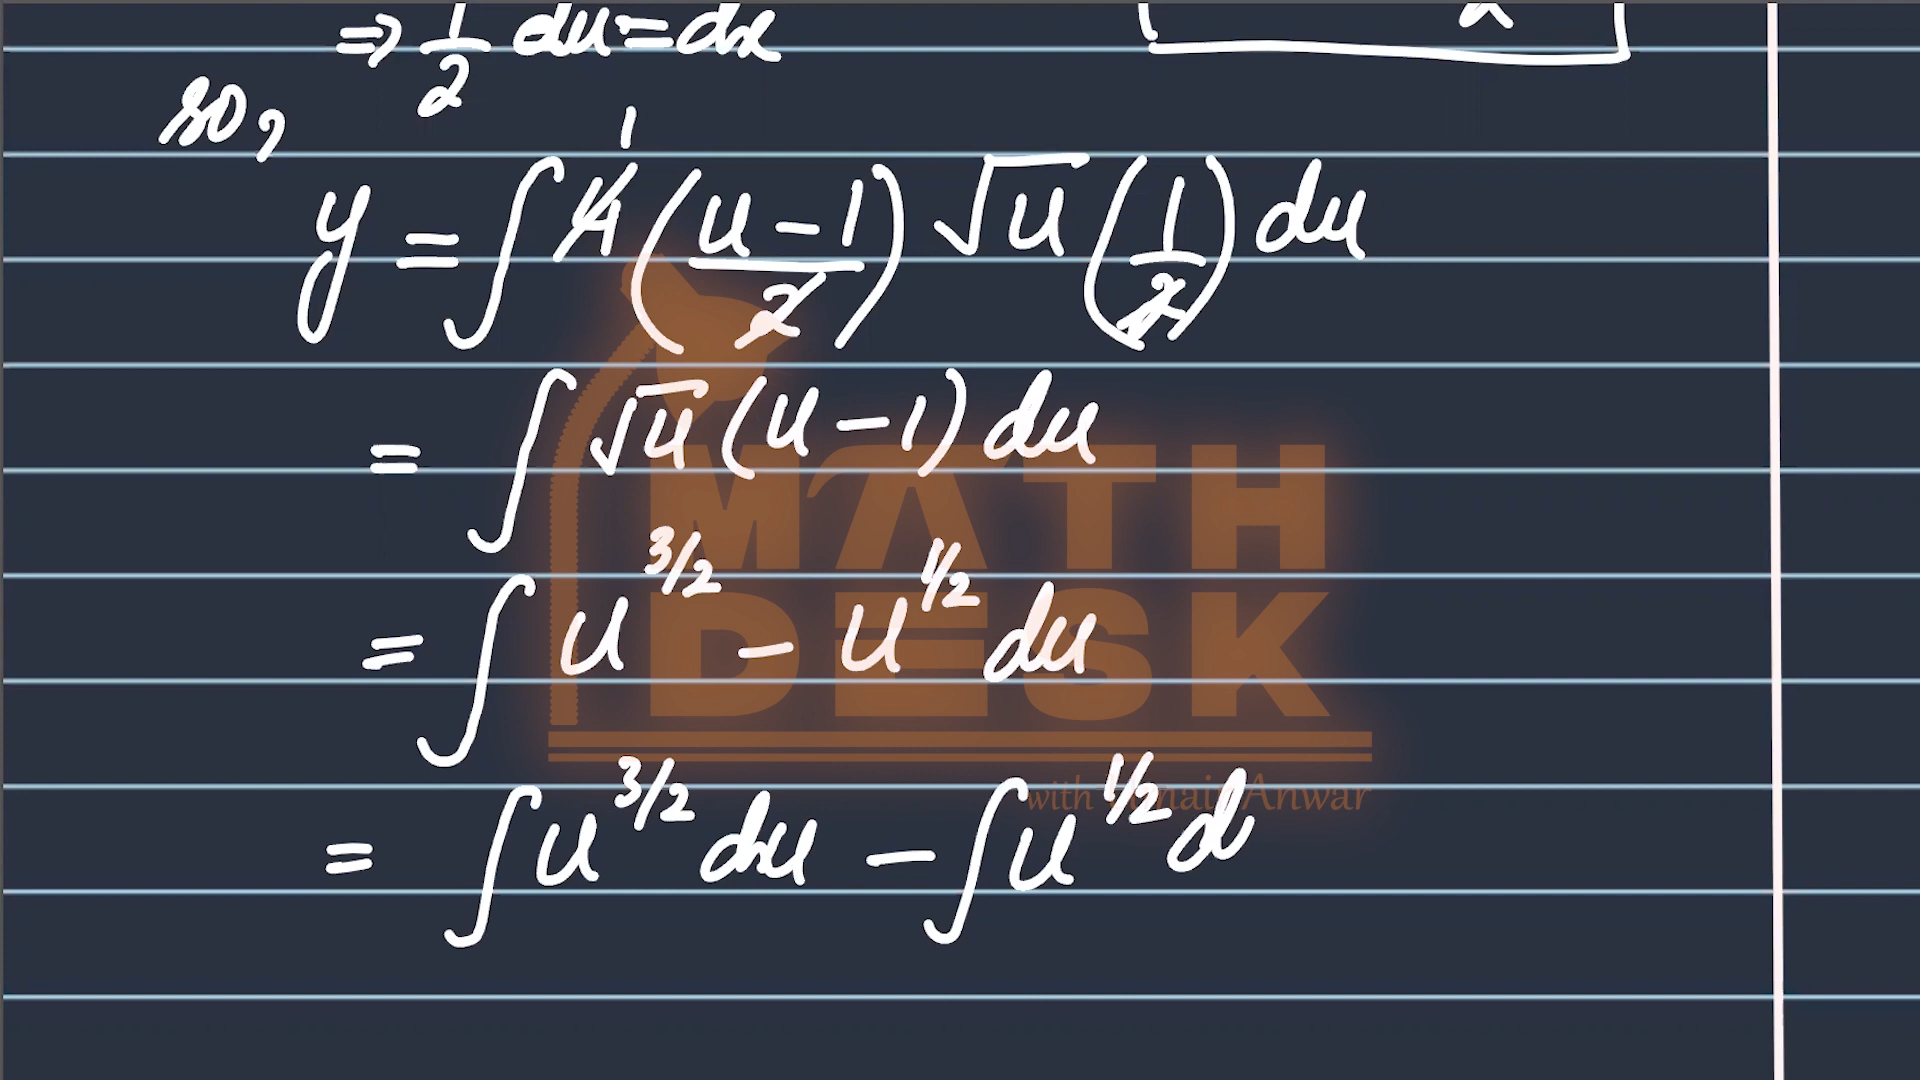 ⇒ 1/2 du = dx
so,
1
y = ∫ 4 ((u-1)/2) √u (1/2) du
= ∫ √u (u-1) du
= ∫ u^3/2 - u^1/2 du
= ∫ u^3/2 du - ∫ u^1/2 d
MATH
DESK
with Anwar